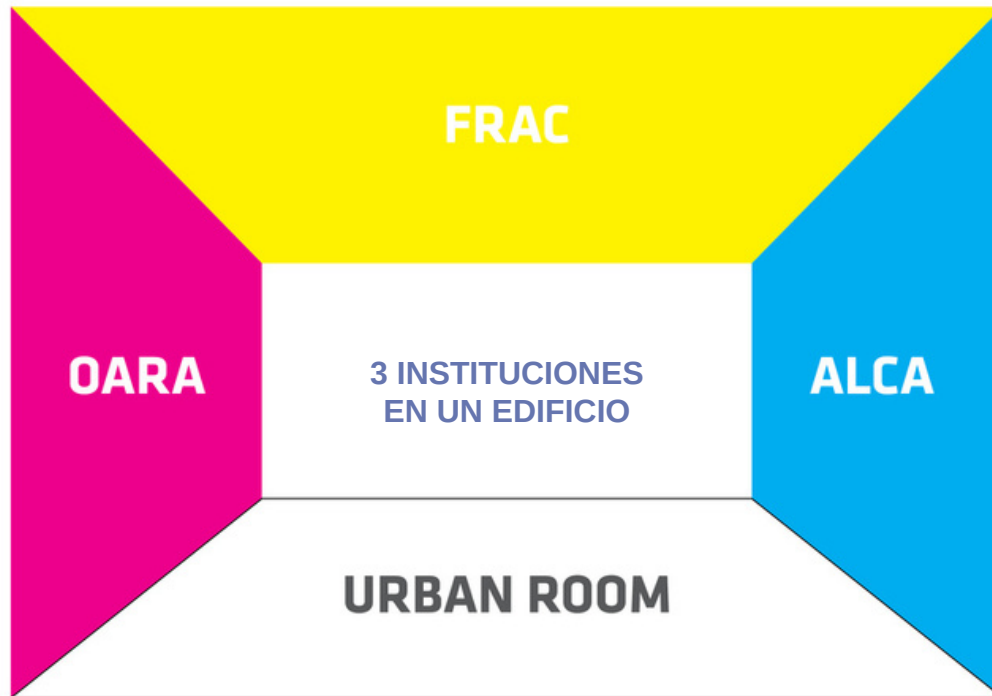 FRAC
OARA
3 INSTITUCIONES
EN UN EDIFICIO
ALCA
URBAN ROOM